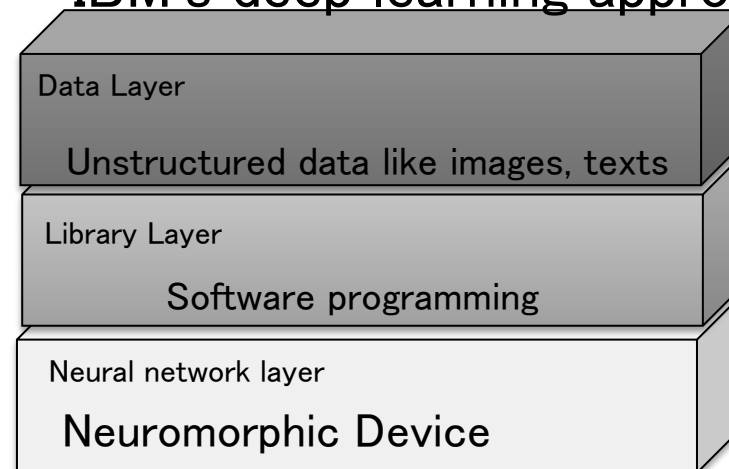 IBM's deep learning
Data Layer
Unstructured data like images, texts
Library Layer
Software programming
Neural network layer
Neuromorphic Device